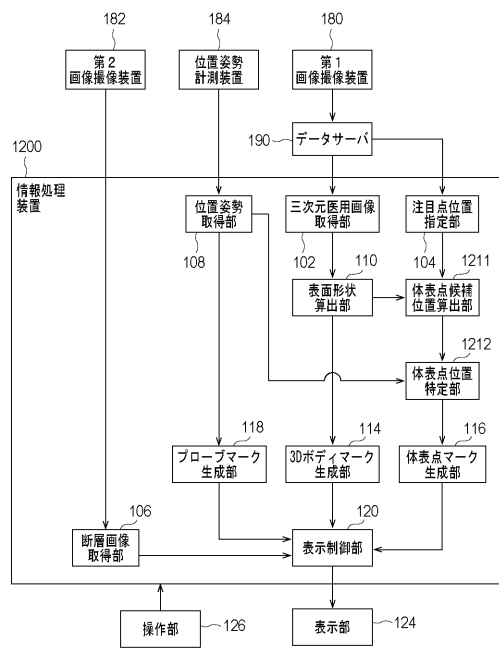 182
184
180
第2
画像撮像装置
位置姿勢
計測装置
第1
画像撮像装置
190
データサーバ
1200
情報処理
装置
位置姿勢
取得部
三次元医用画像
取得部
注目点位置
指定部
108
102
110
104
1211
表面形状
算出部
体表点候補
位置算出部
1212
体表点位置
特定部
118
114
116
プローブマーク
生成部
3Dボディマーク
生成部
体表点マーク
生成部
106
120
断層画像
取得部
表示制御部
操作部
126
表示部
124